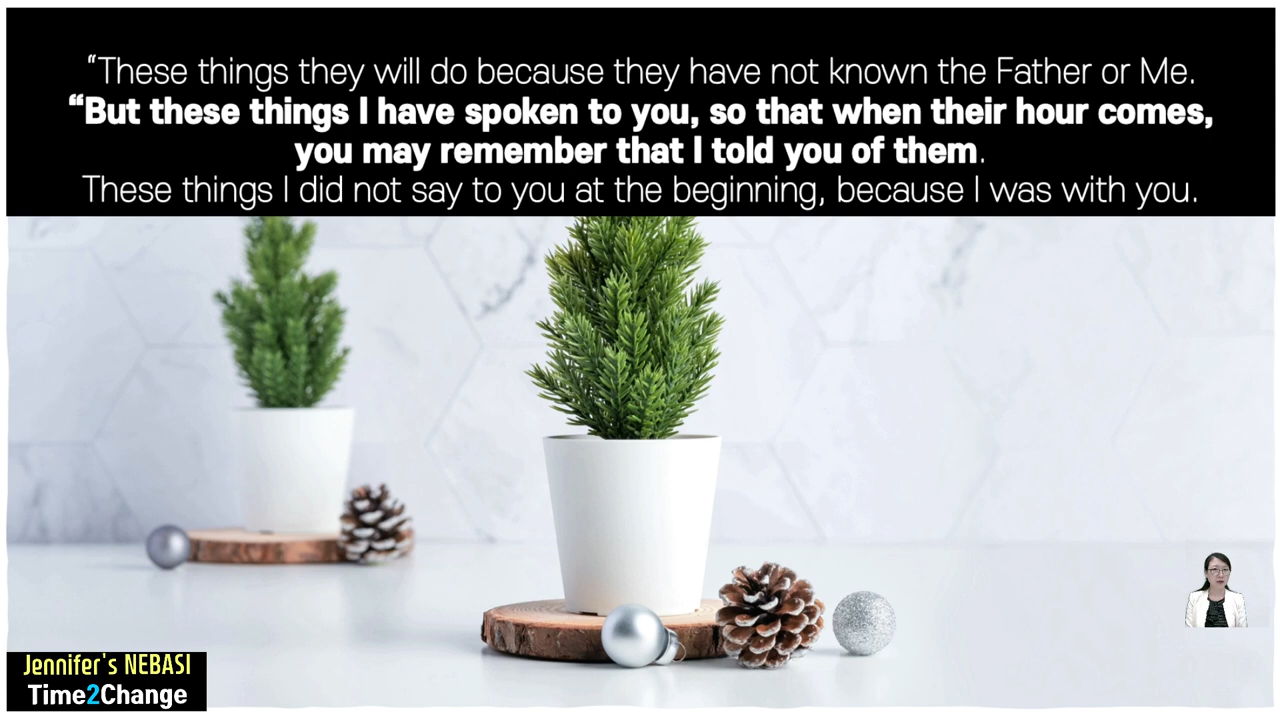 “These things they will do because they have not known the Father or Me.
“But these things I have spoken to you, so that when their hour comes,
you may remember that I told you of them.
These things I did not say to you at the beginning, because I was with you.
Jennifer's NEBASI
Time2Change